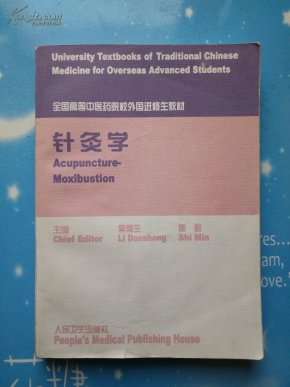 University Textbooks of Traditional Chinese
Medicine for Overseas Advanced Students
全国高等中医药院校外国进修生教材
针灸学
Acupuncture-
Moxibustion
主编
Chief Editor Li Daosheng Shi Min
人民卫生出版社
People's Medical Publishing House